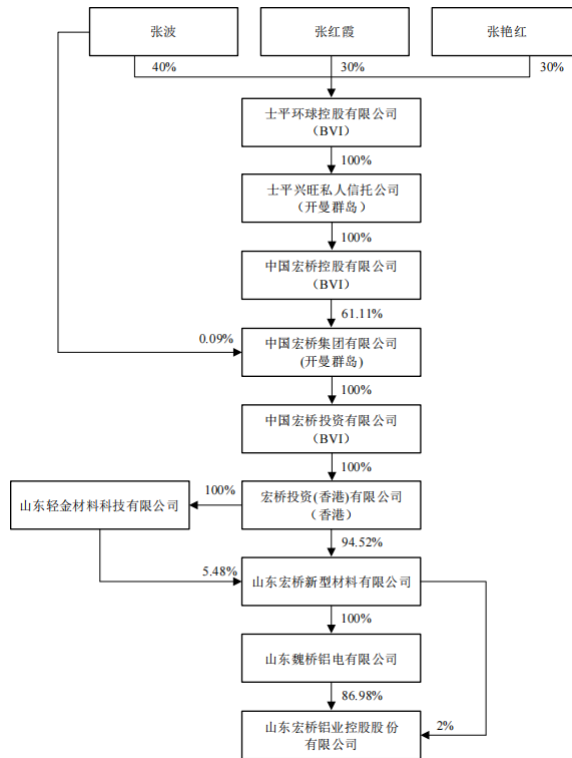 张波
张红霞
张艳红
40%
30%
30%
士平环球控股有限公司
（BVI）
100%
士平兴旺私人信托公司
（开曼群岛）
100%
中国宏桥控股有限公司
（BVI）
61.11%
0.09%
中国宏桥集团有限公司
(开曼群岛)
100%
中国宏桥投资有限公司
（BVI）
100%
山东轻金材料科技有限公司
100%
宏桥投资(香港)有限公司
（香港）
94.52%
5.48%
山东宏桥新型材料有限公司
100%
山东魏桥铝电有限公司
86.98%
山东宏桥铝业控股股份
有限公司
2%